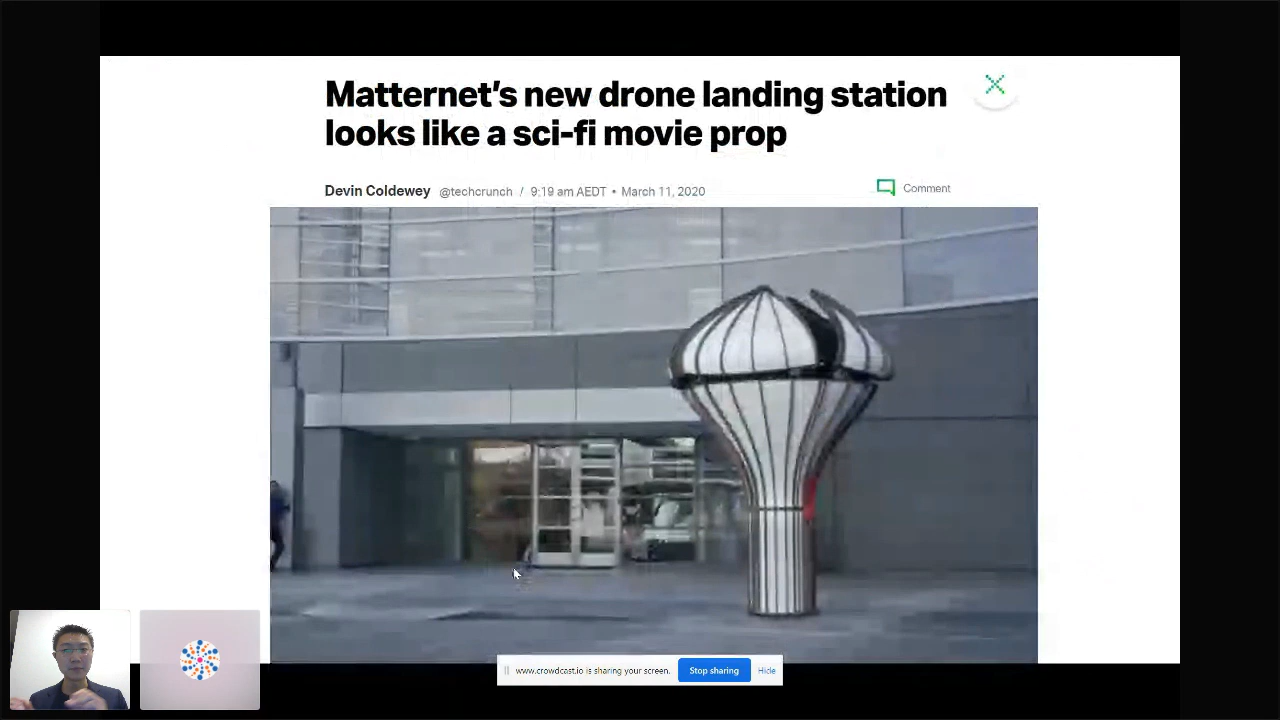 Matternet's new drone landing station
looks like a sci-fi movie prop
Devin Coldewey @techcrunch / 9:19 am AEDT • March 11, 2020
Comment
www.crowdcast.io is sharing your screen. Stop sharing Hide